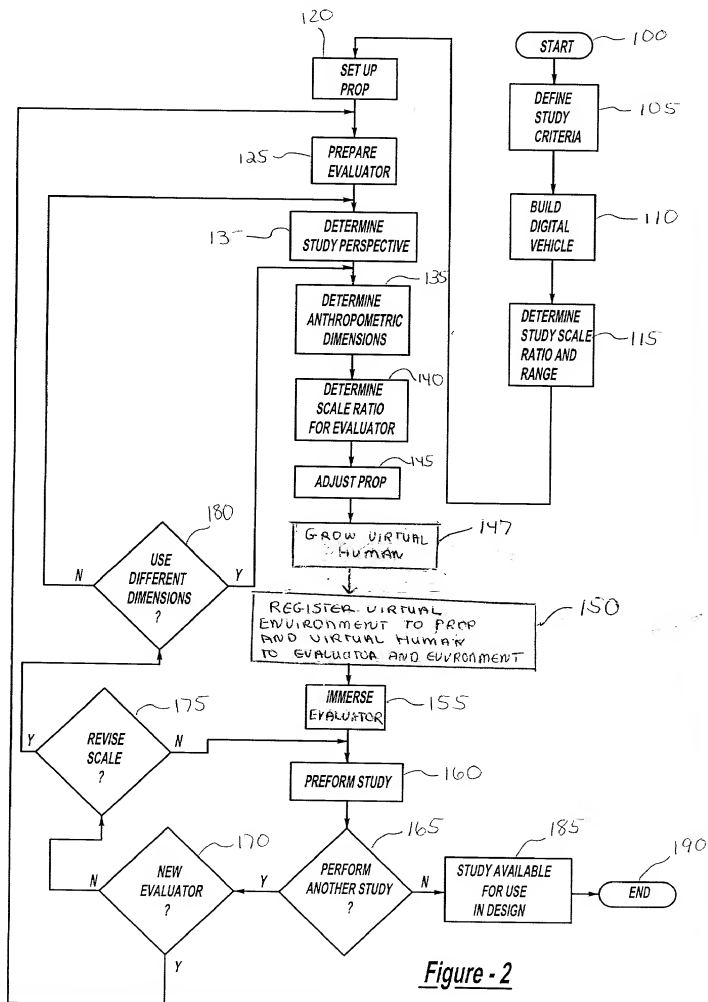 100
START
DEFINE
STUDY
CRITERIA
105
BUILD
DIGITAL
VEHICLE
110
DETERMINE
STUDY SCALE
RATIO AND
RANGE
115
120
SET UP
PROP
125
PREPARE
EVALUATOR
13-
DETERMINE
STUDY PERSPECTIVE
135
DETERMINE
ANTHROPOMETRIC
DIMENSIONS
140
DETERMINE
SCALE RATIO
FOR EVALUATOR
145
ADJUST PROP
GROW VIRTUAL
HUMAN
147
REGISTER VIRTUAL
ENVIRONMENT TO PROP
AND VIRTUAL HUMAN
TO EVALUATOR AND EUVRONMENT
150
IMMERSE
EVALUATOR
155
PREFORM STUDY
160
165
PERFORM
ANOTHER STUDY
?
Y
N
185
STUDY AVAILABLE
FOR USE
IN DESIGN
190
END
170
NEW
EVALUATOR
?
N
Y
175
REVISE
SCALE
?
Y
N
180
USE
DIFFERENT
DIMENSIONS
?
N
Y
Figure - 2